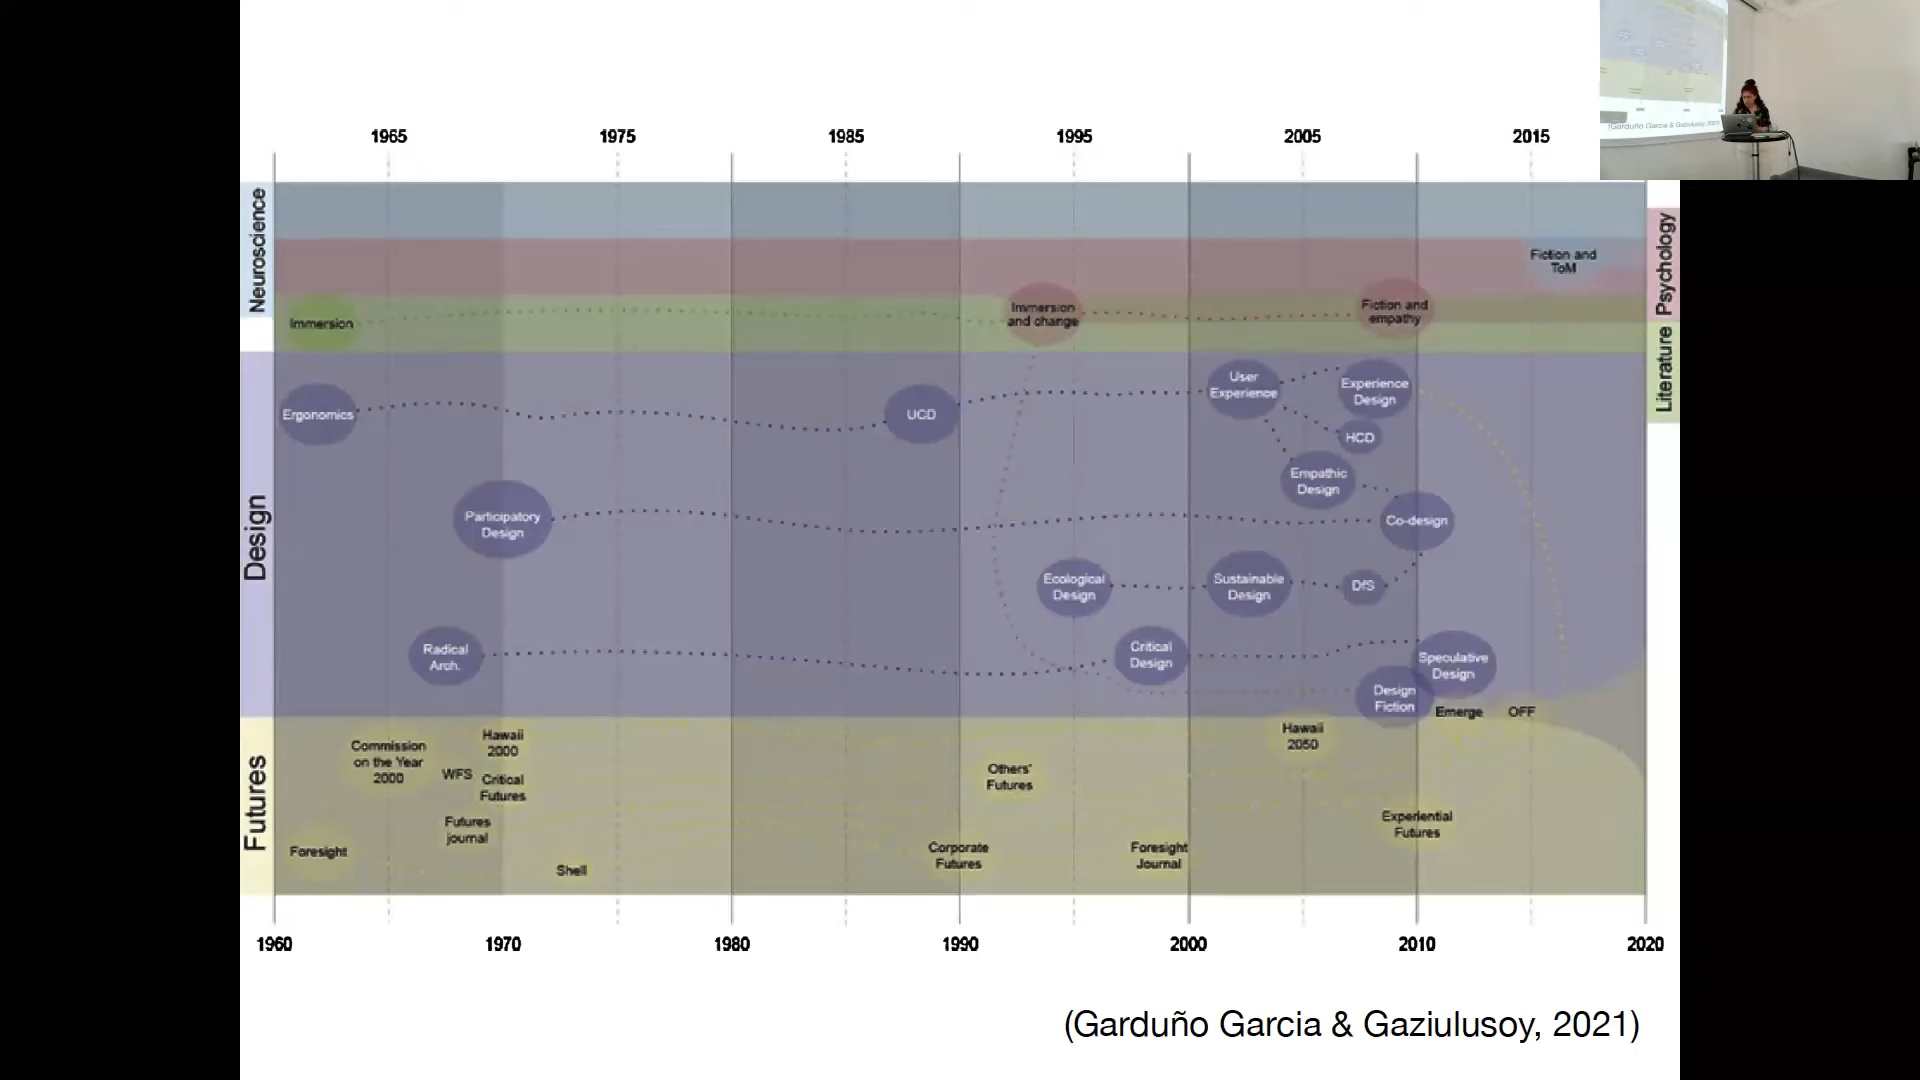 1965 1975 1985 1995 2005 2015
Neuroscience
Psychology
Literature
Design
Futures
Fiction and
ToM
Immersion
Immersion
and change
Fiction and
empathy
Ergonomics
UCD
User
Experience
Experience
Design
HCD
Empathic
Design
Participatory
Design
Co-design
Ecological
Design
Sustainable
Design
DfS
Radical
Arch.
Critical
Design
Speculative
Design
Design
Fiction
Emerge
OFF
Commission
on the Year
2000
Hawaii
2000
WFS
Critical
Futures
Futures
journal
Foresight
Shell
Others'
Futures
Corporate
Futures
Foresight
Journal
Hawaii
2050
Experiential
Futures
1960 1970 1980 1990 2000 2010 2020
(Garduño Garcia & Gaziulusoy, 2021)
(Garduño Garcia & Gaziulusoy, 2021)